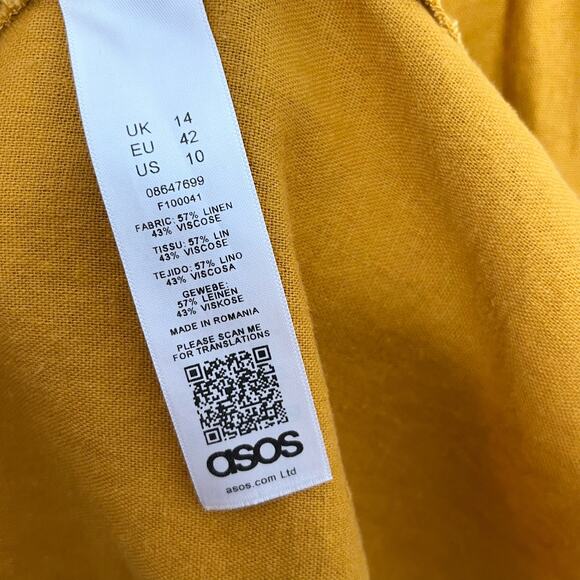 UK 14
EU 42
US 10
08647699
F100041
FABRIC: 57% LINEN
43% VISCOSE
TISSU: 57% LIN
43% VISCOSE
TEJIDO: 57% LINO
43% VISCOSA
GEWEBE:
57% LEINEN
43% VISKOSE
MADE IN ROMANIA
PLEASE SCAN ME
FOR TRANSLATIONS
asos
asos.com Ltd